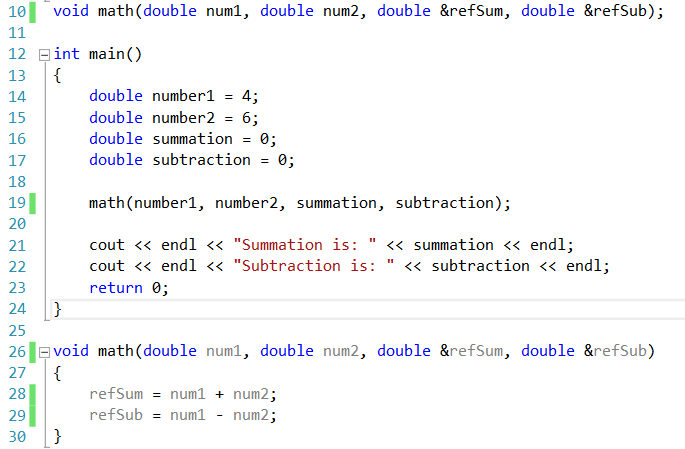 10 void math(double num1, double num2, double &refSum, double &refSub);
11
12 int main()
13 {
14     double number1 = 4;
15     double number2 = 6;
16     double summation = 0;
17     double subtraction = 0;
18
19     math(number1, number2, summation, subtraction);
20
21     cout << endl << "Summation is: " << summation << endl;
22     cout << endl << "Subtraction is: " << subtraction << endl;
23     return 0;
24 }
25
26 void math(double num1, double num2, double &refSum, double &refSub)
27 {
28     refSum = num1 + num2;
29     refSub = num1 - num2;
30 }